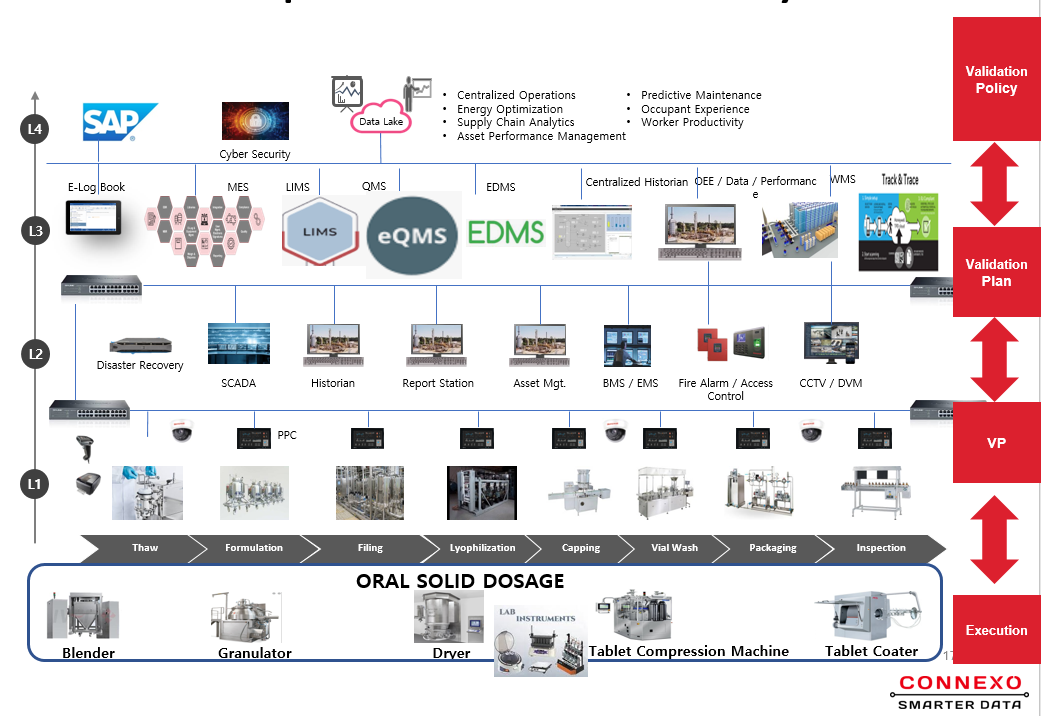 Validation
Policy
L4
SAP
Cyber Security
Data Lake
• Centralized Operations
• Energy Optimization
• Supply Chain Analytics
• Asset Performance Management
• Predictive Maintenance
• Occupant Experience
• Worker Productivity
L3
E-Log Book
MES
LIMS
QMS
EDMS
Centralized Historian
OEE / Data / Performanc
e
WMS
Track & Trace
LIMS
eQMS
EDMS
Validation
Plan
L2
Disaster Recovery
SCADA
Historian
Report Station
Asset Mgt.
BMS / EMS
Fire Alarm / Access
Control
CCTV / DVM
VP
PPC
L1
Thaw
Formulation
Filing
Lyophilization
Capping
Vial Wash
Packaging
Inspection
ORAL SOLID DOSAGE
LAB
INSTRUMENTS
Blender
Granulator
Dryer
Tablet Compression Machine
Tablet Coater
Execution
CONNEXO
SMARTER DATA